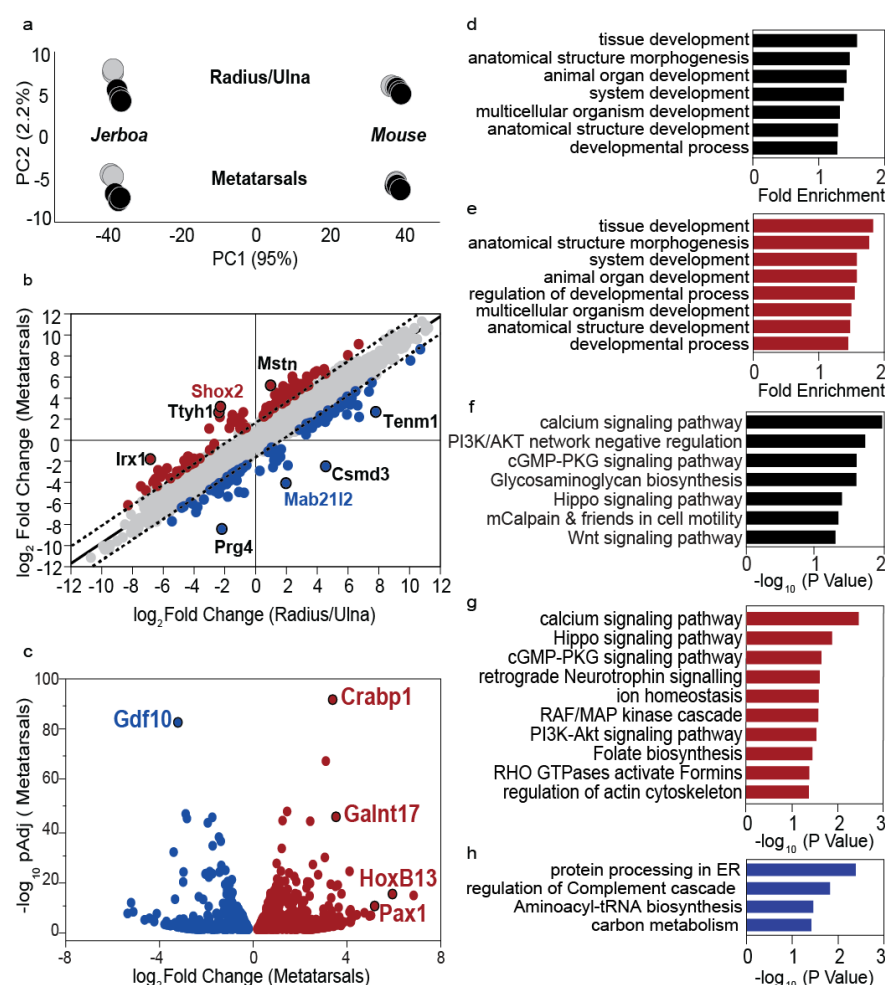 a
10
5
0
-5
-10
PC2 (2.2%)
Radius/Ulna
Jerboa
Mouse
Metatarsals
-40
-20
0
20
40
PC1 (95%)
b
12
10
8
6
4
2
0
-2
-4
-6
-8
-10
-12
log2 Fold Change (Metatarsals)
Mstn
Shox2
Ttyh1
Tenm1
Irx1
Csmd3
Mab21l2
Prg4
-12 -10 -8 -6 -4 -2 0 2 4 6 8 10 12
log2Fold Change (Radius/Ulna)
c
100
80
60
40
20
0
-log10 pAdj ( Metatarsals)
Crabp1
Gdf10
Galnt17
HoxB13
Pax1
-8
-4
0
4
8
log2Fold Change (Metatarsals)
d
tissue development
anatomical structure morphogenesis
animal organ development
system development
multicellular organism development
anatomical structure development
developmental process
0 1 2
Fold Enrichment
e
tissue development
anatomical structure morphogenesis
system development
animal organ development
regulation of developmental process
multicellular organism development
anatomical structure development
developmental process
0 1 2
Fold Enrichment
f
calcium signaling pathway
PI3K/AKT network negative regulation
cGMP-PKG signaling pathway
Glycosaminoglycan biosynthesis
Hippo signaling pathway
mCalpain & friends in cell motility
Wnt signaling pathway
0 1 2
-log10 (P Value)
g
calcium signaling pathway
Hippo signaling pathway
cGMP-PKG signaling pathway
retrograde Neurotrophin signalling
ion homeostasis
RAF/MAP kinase cascade
PI3K-Akt signaling pathway
Folate biosynthesis
RHO GTPases activate Formins
regulation of actin cytoskeleton
0 1 2 3
-log10 (P Value)
h
protein processing in ER
regulation of Complement cascade
Aminoacyl-tRNA biosynthesis
carbon metabolism
0 1 2 3
-log10 (P Value)